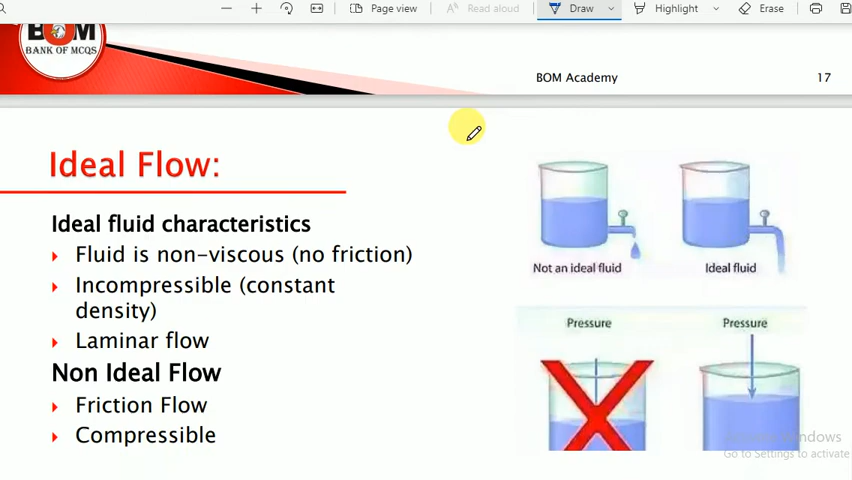 Page view
Read aloud
Draw
Highlight
Erase
BOM
BANK OF MCQS
BOM Academy
17
Ideal Flow:
Ideal fluid characteristics
Fluid is non-viscous (no friction)
Incompressible (constant
density)
Laminar flow
Non Ideal Flow
Friction Flow
Compressible
Not an ideal fluid
Ideal fluid
Pressure
Pressure
Activate Windows
Go to Settings to activate